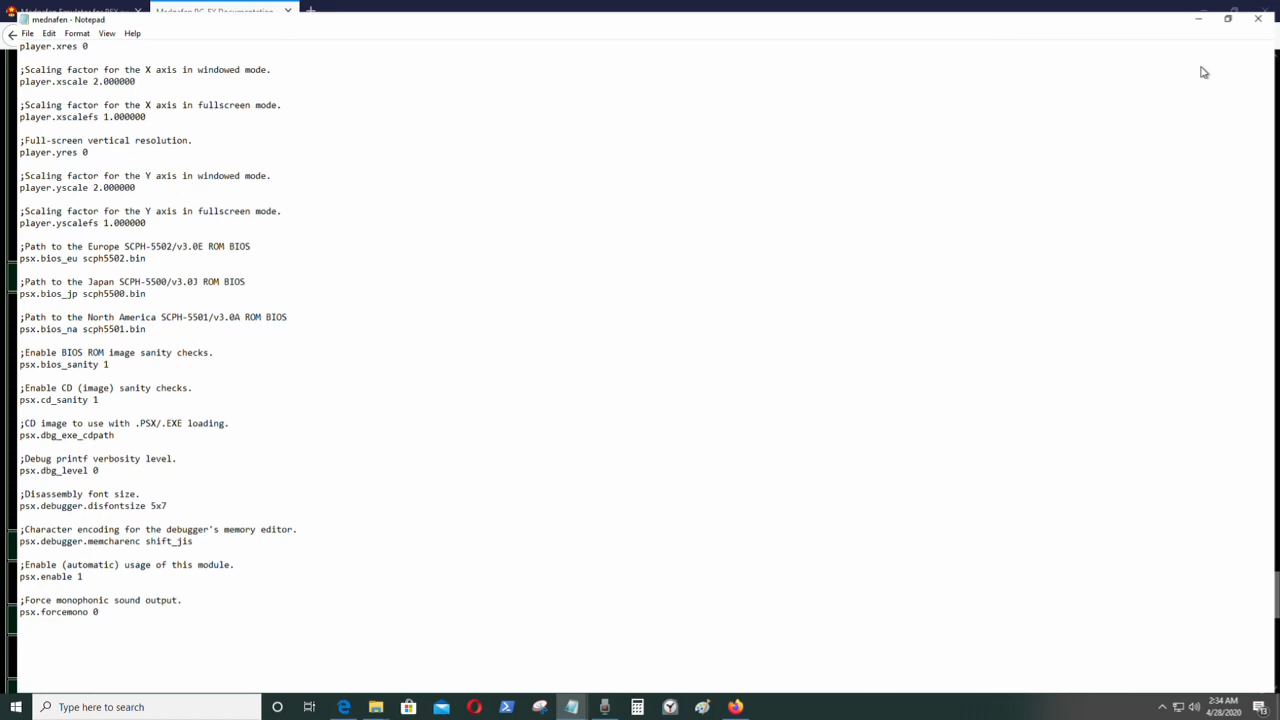 Mednafen Emulator for PSX
Mednafen PC-FX Documentation
mednafen - Notepad
File Edit Format View Help
player.xres 0
;Scaling factor for the X axis in windowed mode.
player.xscale 2.000000
;Scaling factor for the X axis in fullscreen mode.
player.xscalefs 1.000000
;Full-screen vertical resolution.
player.yres 0
;Scaling factor for the Y axis in windowed mode.
player.yscale 2.000000
;Scaling factor for the Y axis in fullscreen mode.
player.yscalefs 1.000000
;Path to the Europe SCPH-5502/v3.0E ROM BIOS
psx.bios_eu scph5502.bin
;Path to the Japan SCPH-5500/v3.0J ROM BIOS
psx.bios_jp scph5500.bin
;Path to the North America SCPH-5501/v3.0A ROM BIOS
psx.bios_na scph5501.bin
;Enable BIOS ROM image sanity checks.
psx.bios_sanity 1
;Enable CD (image) sanity checks.
psx.cd_sanity 1
;CD image to use with .PSX/.EXE loading.
psx.dbg_exe_cdpath
;Debug printf verbosity level.
psx.dbg_level 0
;Disassembly font size.
psx.debugger.disfontsize 5x7
;Character encoding for the debugger's memory editor.
psx.debugger.memcharenc shift_jis
;Enable (automatic) usage of this module.
psx.enable 1
;Force monophonic sound output.
psx.forcemono 0
Type here to search
2:34 AM
4/28/2020
13